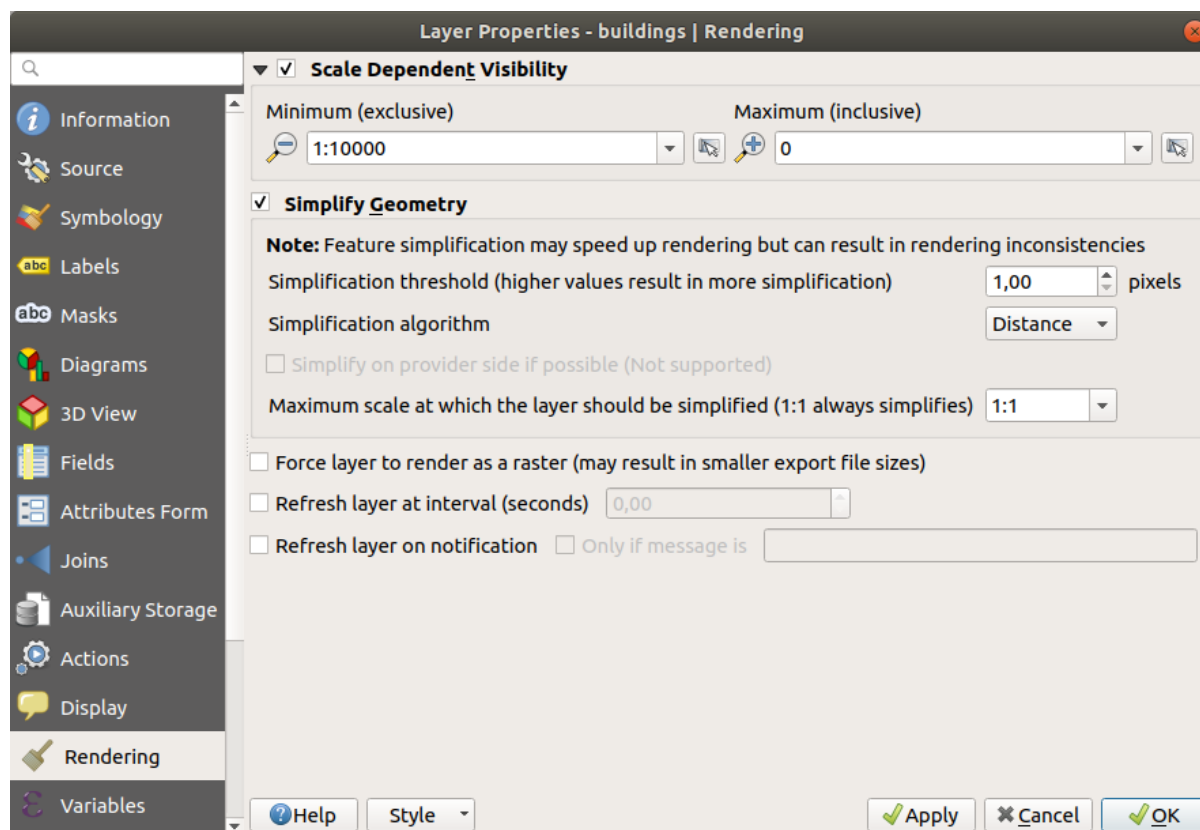 Layer Properties - buildings | Rendering
Information
Source
Symbology
abc Labels
abc Masks
Diagrams
3D View
Fields
Attributes Form
Joins
Auxiliary Storage
Actions
Display
Rendering
Variables
Scale Dependent Visibility
Minimum (exclusive) Maximum (inclusive)
1:10000 0
Simplify Geometry
Note: Feature simplification may speed up rendering but can result in rendering inconsistencies
Simplification threshold (higher values result in more simplification) 1,00 pixels
Simplification algorithm Distance
Simplify on provider side if possible (Not supported)
Maximum scale at which the layer should be simplified (1:1 always simplifies) 1:1
Force layer to render as a raster (may result in smaller export file sizes)
Refresh layer at interval (seconds) 0,00
Refresh layer on notification Only if message is
Help Style Apply Cancel OK